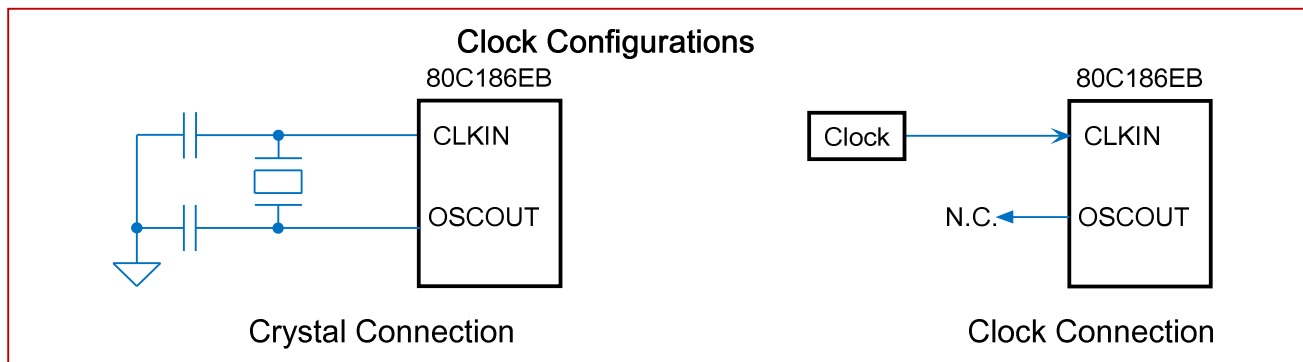 Clock Configurations
80C186EB
CLKIN
OSCOUT
Crystal Connection
80C186EB
Clock
CLKIN
N.C.
OSCOUT
Clock Connection